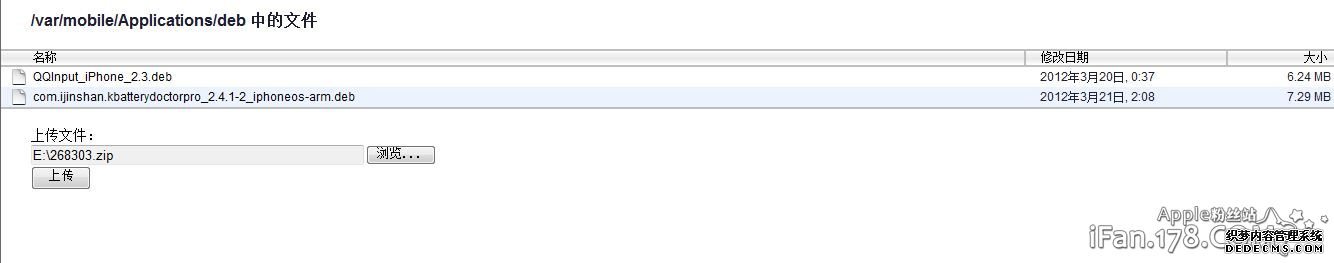 /var/mobile/Applications/deb 中的文件
名称 修改日期 大小
QQInput_iPhone_2.3.deb 2012年3月20日, 0:37 6.24 MB
com.ijinshan.kbatterydoctorpro_2.4.1-2_iphoneos-arm.deb 2012年3月21日, 2:08 7.29 MB
上传文件：
E:\268303.zip 浏览...
上传
Apple粉丝站
iFan.178.COM
织梦内容管理系统
DEDECMS.COM